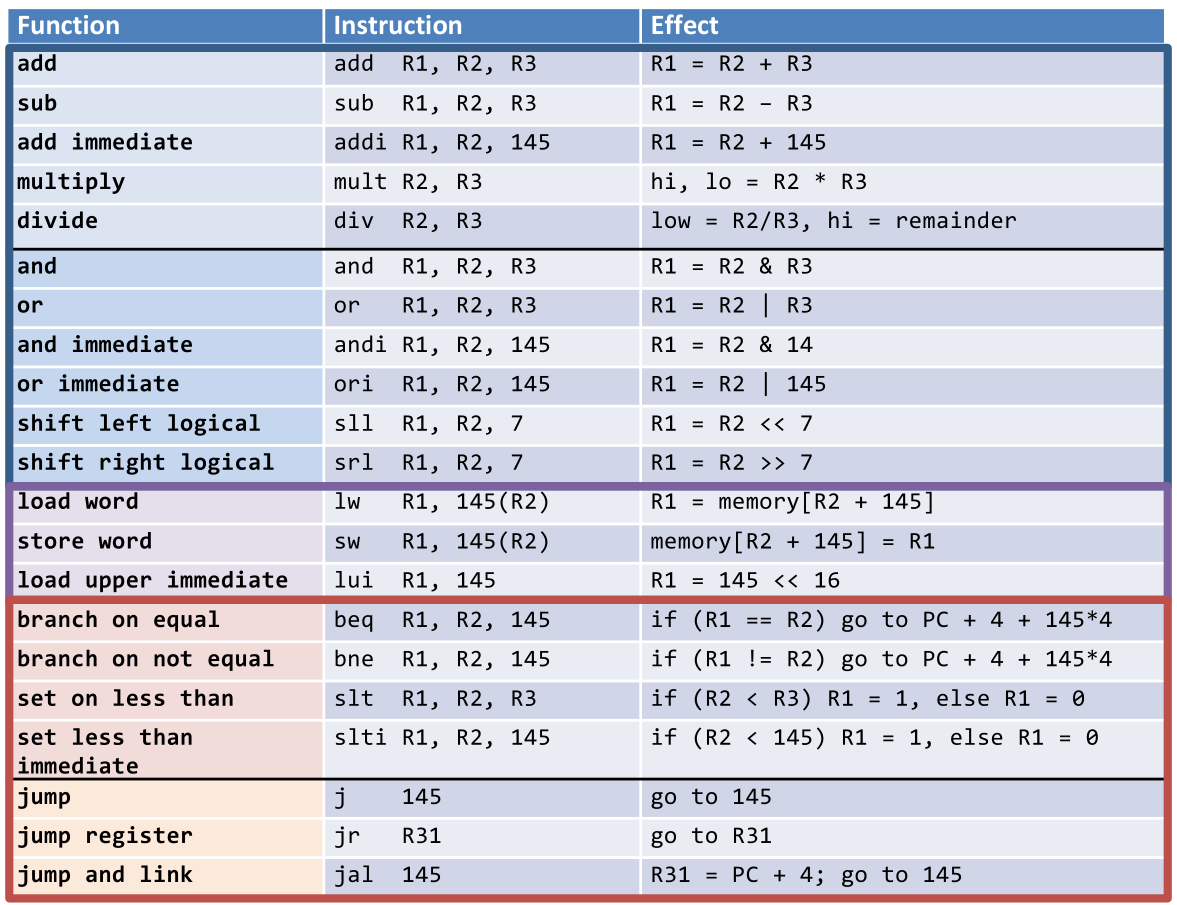 Function Instruction Effect
add add R1, R2, R3 R1 = R2 + R3
sub sub R1, R2, R3 R1 = R2 – R3
add immediate addi R1, R2, 145 R1 = R2 + 145
multiply mult R2, R3 hi, lo = R2 * R3
divide div R2, R3 low = R2/R3, hi = remainder
and and R1, R2, R3 R1 = R2 & R3
or or R1, R2, R3 R1 = R2 | R3
and immediate andi R1, R2, 145 R1 = R2 & 14
or immediate ori R1, R2, 145 R1 = R2 | 145
shift left logical sll R1, R2, 7 R1 = R2 << 7
shift right logical srl R1, R2, 7 R1 = R2 >> 7
load word lw R1, 145(R2) R1 = memory[R2 + 145]
store word sw R1, 145(R2) memory[R2 + 145] = R1
load upper immediate lui R1, 145 R1 = 145 << 16
branch on equal beq R1, R2, 145 if (R1 == R2) go to PC + 4 + 145*4
branch on not equal bne R1, R2, 145 if (R1 != R2) go to PC + 4 + 145*4
set on less than slt R1, R2, R3 if (R2 < R3) R1 = 1, else R1 = 0
set less than slti R1, R2, 145 if (R2 < 145) R1 = 1, else R1 = 0
immediate
jump j 145 go to 145
jump register jr R31 go to R31
jump and link jal 145 R31 = PC + 4; go to 145